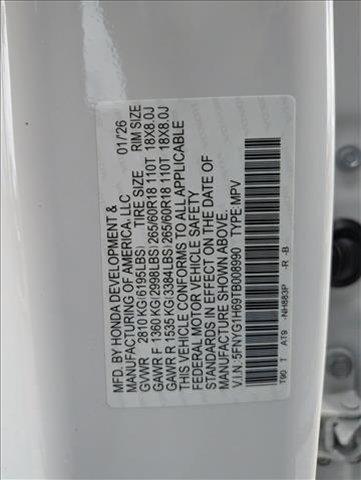 MFD. BY HONDA DEVELOPMENT &
MANUFACTURING OF AMERICA, LLC 01/'26
GVWR 2810 KG(6195LBS) TIRE SIZE RIM SIZE
GAWR F 1360 KG(2998LBS)265/60R18 110T 18X8.0J
GAWR R 1535 KG(3384LBS)265/60R18 110T 18X8.0J
THIS VEHICLE CONFORMS TO ALL APPLICABLE
FEDERAL MOTOR VEHICLE SAFETY
STANDARDS IN EFFECT ON THE DATE OF
MANUFACTURE SHOWN ABOVE.
V.I.N. :5FNYG1H69TB008990 TYPE:MPV
T90 T AT9 -NH883P -R -B